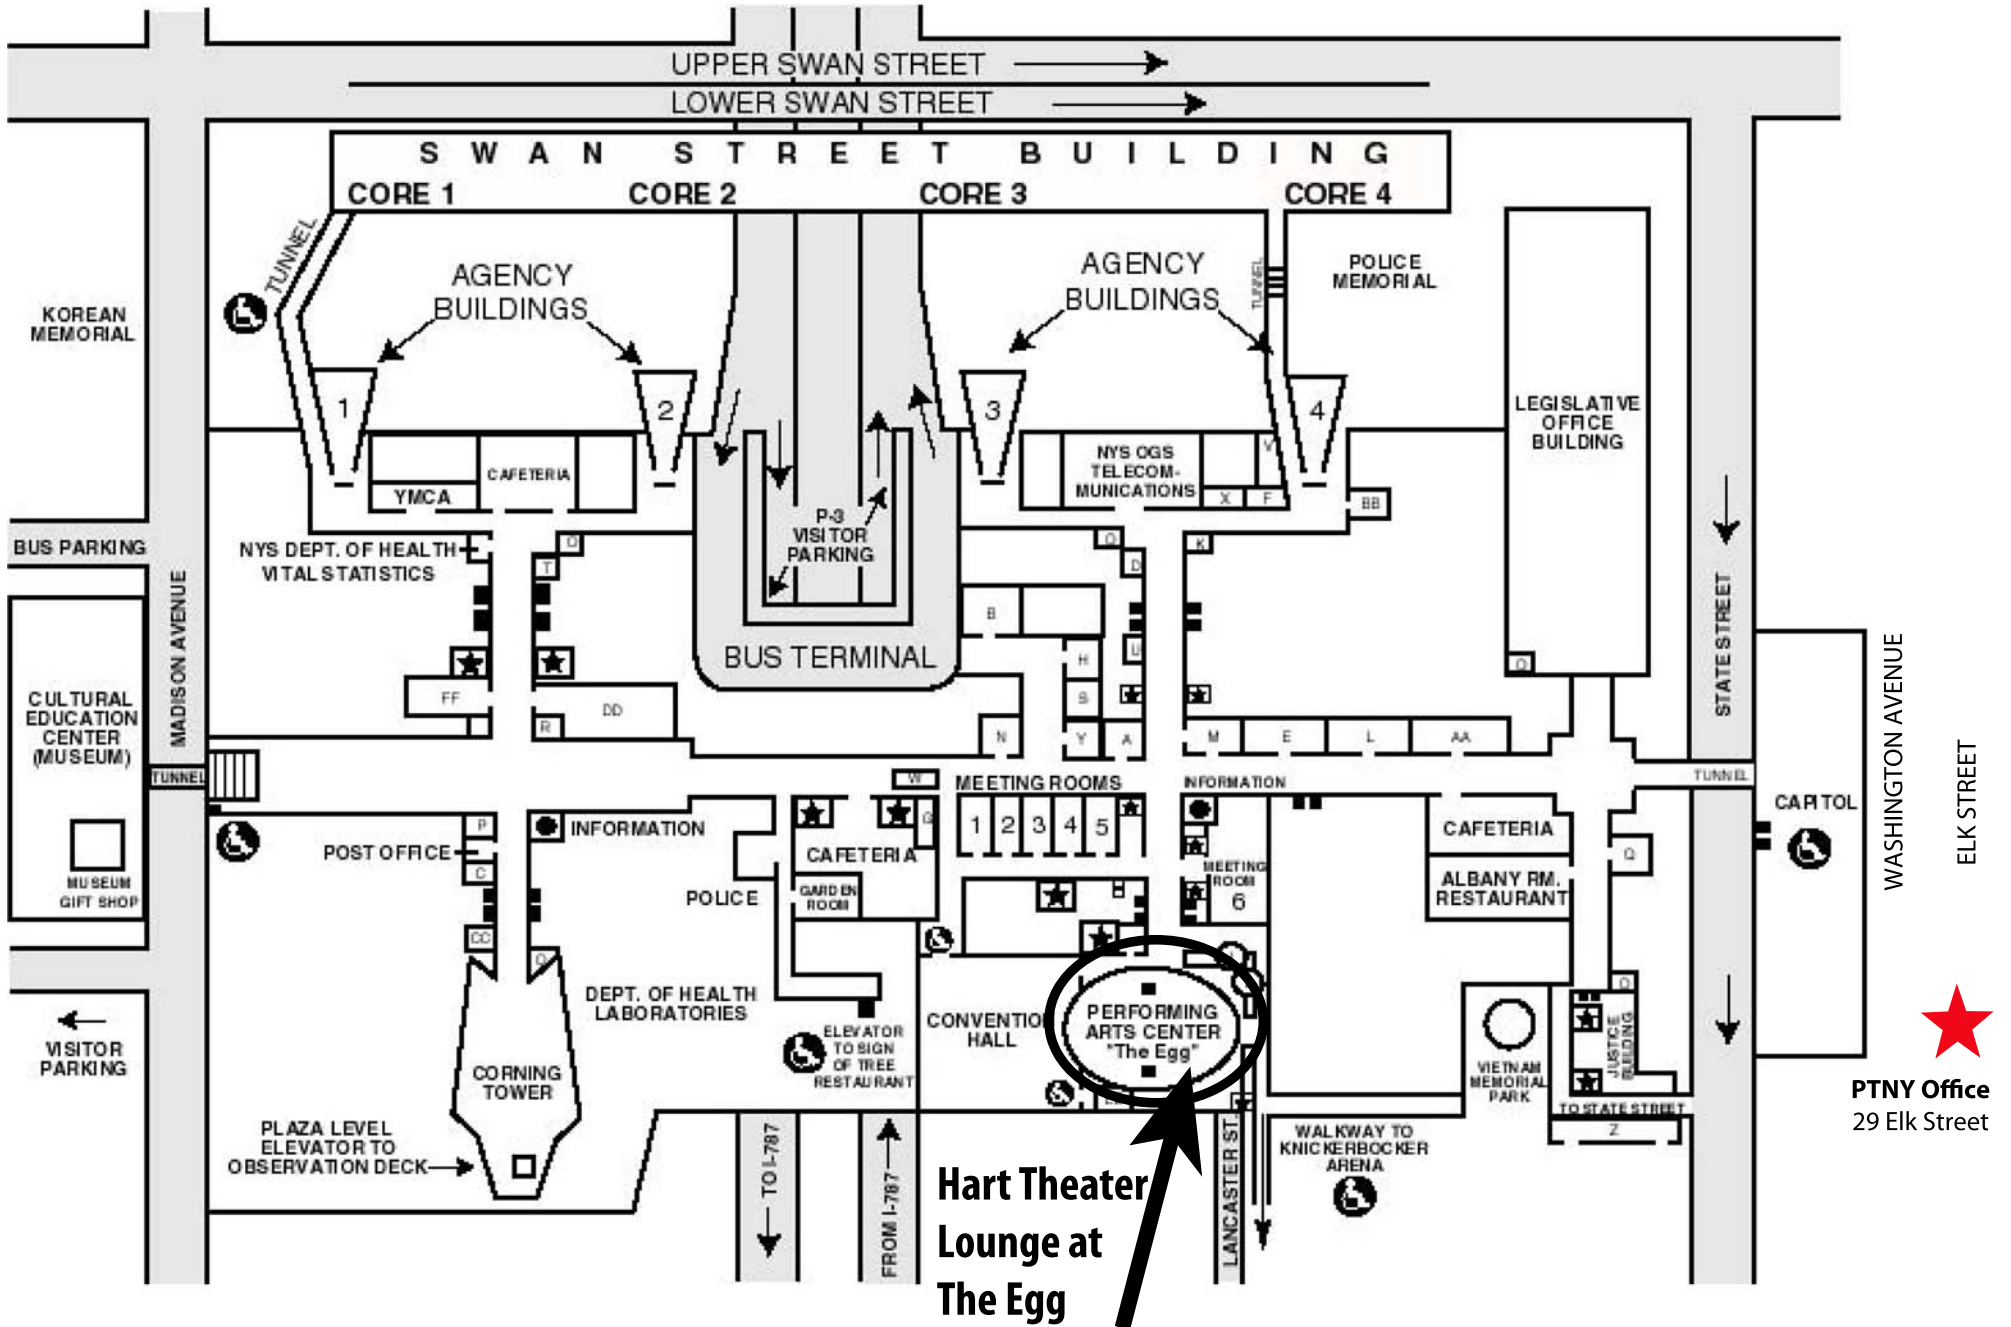 UPPER SWAN STREET
LOWER SWAN STREET
SWAN STREET BUILDING
CORE 1
CORE 2
CORE 3
CORE 4
TUNNEL
AGENCY
BUILDINGS
AGENCY
BUILDINGS
TUNNEL
POLICE
MEMORIAL
KOREAN
MEMORIAL
1
2
3
4
LEGISLATIVE
OFFICE
BUILDING
CAFETERIA
YMCA
NYS OGS
TELECOM-
MUNICATIONS
V
X
F
BB
P-3
VISITOR
PARKING
BUS PARKING
NYS DEPT. OF HEALTH
VITAL STATISTICS
T
O
D
K
B
U
H
S
Y
A
N
BUS TERMINAL
MADISON AVENUE
STATE STREET
WASHINGTON AVENUE
ELK STREET
CULTURAL
EDUCATION
CENTER
(MUSEUM)
FF
DD
R
M
E
L
AA
TUNNEL
W
MEETING ROOMS
INFORMATION
TUNNEL
CAPITOL
P
INFORMATION
POST OFFICE
C
G
1
2
3
4
5
CAFETERIA
MEETING
ROOM
6
CAFETERIA
ALBANY RM.
RESTAURANT
Q
MUSEUM
GIFT SHOP
POLICE
GARDEN
ROOM
CC
VISITOR
PARKING
DEPT. OF HEALTH
LABORATORIES
CORNING
TOWER
ELEVATOR
TO SIGN
OF TREE
RESTAURANT
CONVENTION
HALL
PERFORMING
ARTS CENTER
"The Egg"
VIETNAM
MEMORIAL
PARK
JUSTICE
BUILDING
TO STATE STREET
Z
PTNY Office
29 Elk Street
PLAZA LEVEL
ELEVATOR TO
OBSERVATION DECK
TO I-787
FROM I-787
LANCASTER ST.
WALKWAY TO
KNICKERBOCKER
ARENA
Hart Theater
Lounge at
The Egg